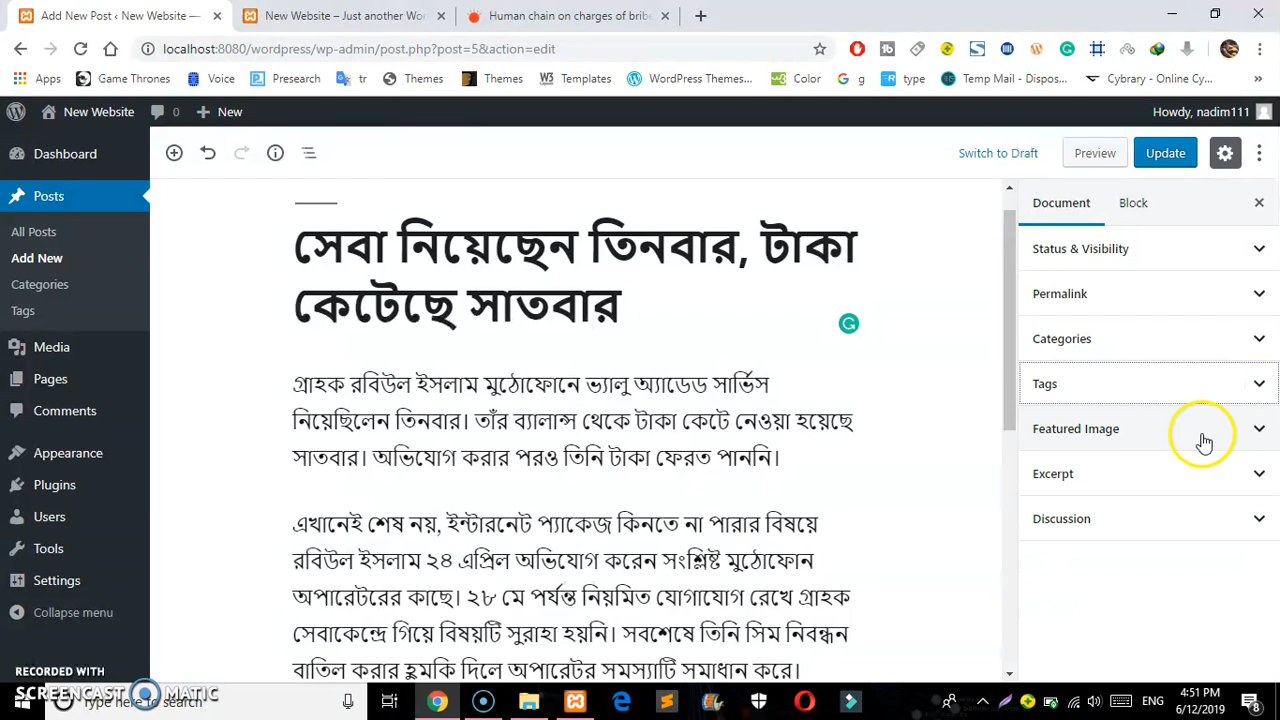 Add New Post ‹ New Website —
New Website – Just another Wor
Human chain on charges of bribe
localhost:8080/wordpress/wp-admin/post.php?post=5&action=edit
Apps
Game Thrones
Voice
Presearch
tr
Themes
Themes
Templates
WordPress Themes...
Color
g
type
Temp Mail - Dispos...
Cybrary - Online Cy...
New Website
0
New
Howdy, nadim111
Dashboard
Posts
All Posts
Add New
Categories
Tags
Media
Pages
Comments
Appearance
Plugins
Users
Tools
Settings
Collapse menu
Switch to Draft
Preview
Update
সেবা নিয়েছেন তিনবার, টাকা
কেটেছে সাতবার
গ্রাহক রবিউল ইসলাম মুঠোফোনে ভ্যালু অ্যাডেড সার্ভিস
নিয়েছিলেন তিনবার। তাঁর ব্যালান্স থেকে টাকা কেটে নেওয়া হয়েছে
সাতবার। অভিযোগ করার পরও তিনি টাকা ফেরত পাননি।
এখানেই শেষ নয়, ইন্টারনেট প্যাকেজ কিনতে না পারার বিষয়ে
রবিউল ইসলাম ২৪ এপ্রিল অভিযোগ করেন সংশ্লিষ্ট মুঠোফোন
অপারেটরের কাছে। ২৮ মে পর্যন্ত নিয়মিত যোগাযোগ রেখে গ্রাহক
সেবাকেন্দ্রে গিয়ে বিষয়টি সুরাহা হয়নি। সবশেষে তিনি সিম নিবন্ধন
বাতিল করার হুমকি দিলে অপারেটর সমস্যাটি সমাধান করে।
Document
Block
Status & Visibility
Permalink
Categories
Tags
Featured Image
Excerpt
Discussion
RECORDED WITH
SCREENCAST MATIC
Type here to search
ENG
4:51 PM
6/12/2019
8